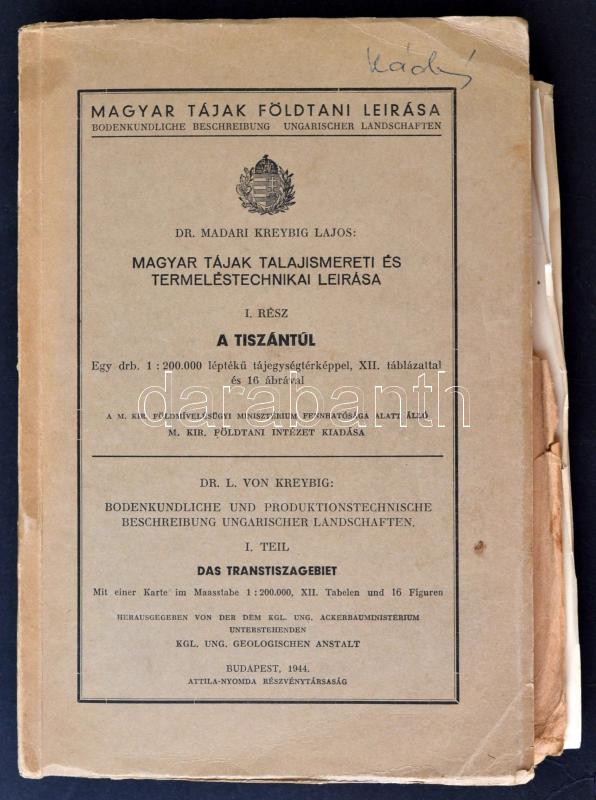 Kádár
MAGYAR TÁJAK FÖLDTANI LEIRÁSA
BODENKUNDLICHE BESCHREIBUNG UNGARISCHER LANDSCHAFTEN
DR. MADARI KREYBIG LAJOS:
MAGYAR TÁJAK TALAJISMERETI ÉS
TERMELÉSTECHNIKAI LEIRÁSA
I. RÉSZ
A TISZÁNTÚL
Egy drb. 1 : 200.000 léptékű tájegységtérképpel, XII. táblázattal
és 16 ábrával
darabanth
A M. KIR. FÖLDMÍVELÉSÜGYI MINISZTÉRIUM FENNHATÓSÁGA ALATT ÁLLÓ
M. KIR. FÖLDTANI INTÉZET KIADÁSA
DR. L. VON KREYBIG:
BODENKUNDLICHE UND PRODUKTIONSTECHNISCHE
BESCHREIBUNG UNGARISCHER LANDSCHAFTEN.
I. TEIL
DAS TRANSTISZAGEBIET
Mit einer Karte im Maasstabe 1 : 200.000, XII. Tabelen und 16 Figuren
HERAUSGEGEBEN VON DER DEM KGL. UNG. ACKERBAUMINISTERIUM
UNTERSTEHENDEN
KGL. UNG. GEOLOGISCHEN ANSTALT
BUDAPEST, 1944.
ATTILA-NYOMDA RÉSZVÉNYTÁRSASÁG